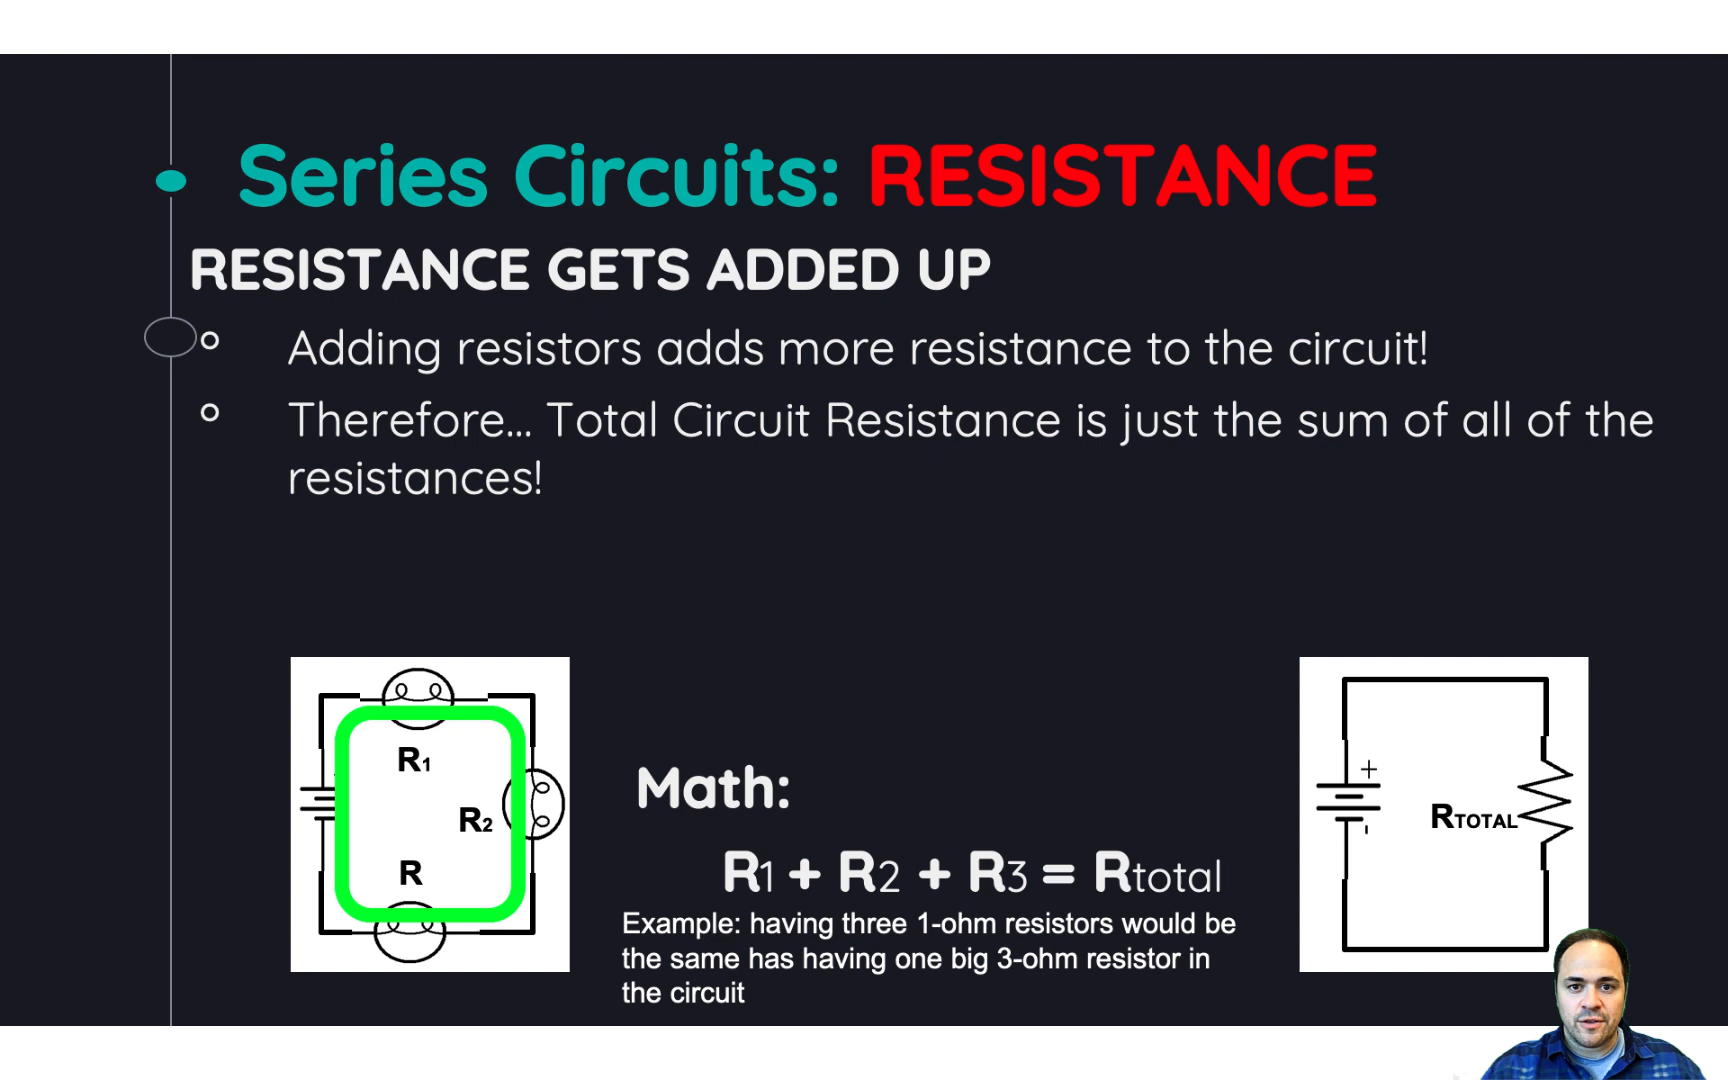 Series Circuits: RESISTANCE
RESISTANCE GETS ADDED UP
Adding resistors adds more resistance to the circuit!
Therefore... Total Circuit Resistance is just the sum of all of the
resistances!
R1
R2
R
Math:
R1 + R2 + R3 = Rtotal
Example: having three 1-ohm resistors would be
the same has having one big 3-ohm resistor in
the circuit
+
RTOTAL
-